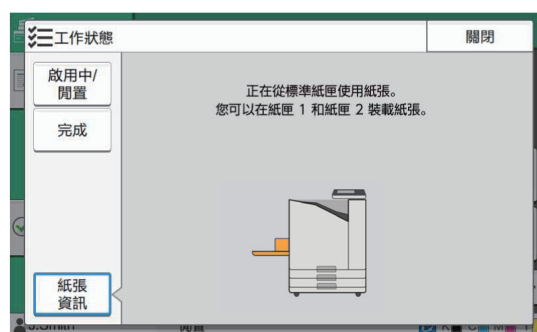 工作狀態
關閉
啟用中/
閒置
完成
正在從標準紙匣使用紙張。
您可以在紙匣 1 和紙匣 2 裝載紙張。
紙張
資訊
J.Smith